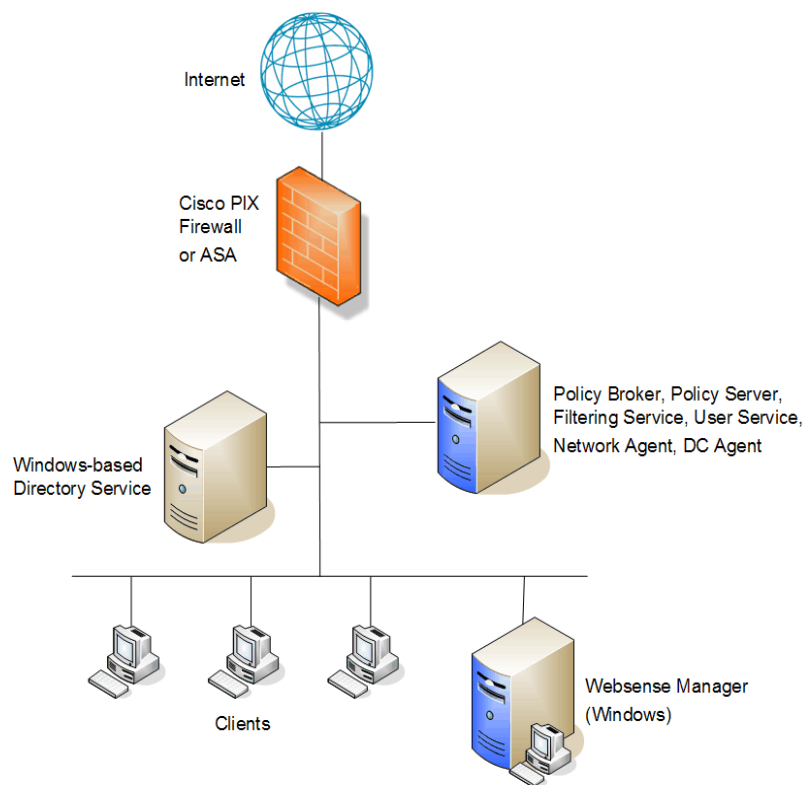 Internet
Cisco PIX
Firewall
or ASA
Policy Broker, Policy Server,
Filtering Service, User Service,
Network Agent, DC Agent
Windows-based
Directory Service
Clients
Websense Manager
(Windows)